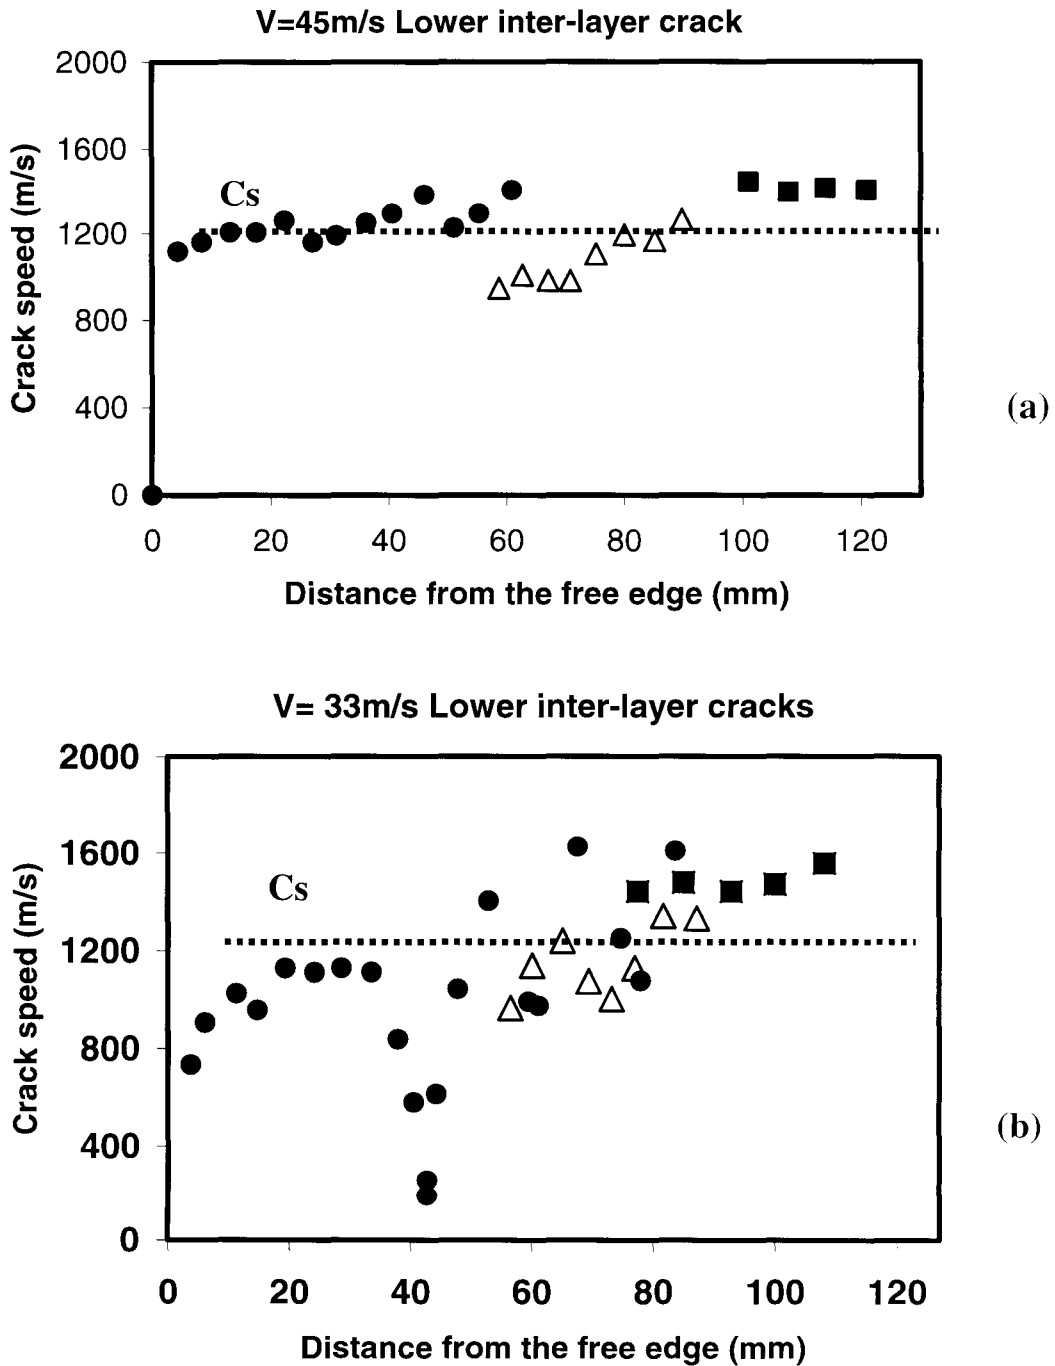 V=45m/s Lower inter-layer crack
2000
1600
1200
800
400
0
Crack speed (m/s)
Cs
0 20 40 60 80 100 120
Distance from the free edge (mm)
(a)
V= 33m/s Lower inter-layer cracks
2000
1600
1200
800
400
0
Crack speed (m/s)
Cs
0 20 40 60 80 100 120
Distance from the free edge (mm)
(b)